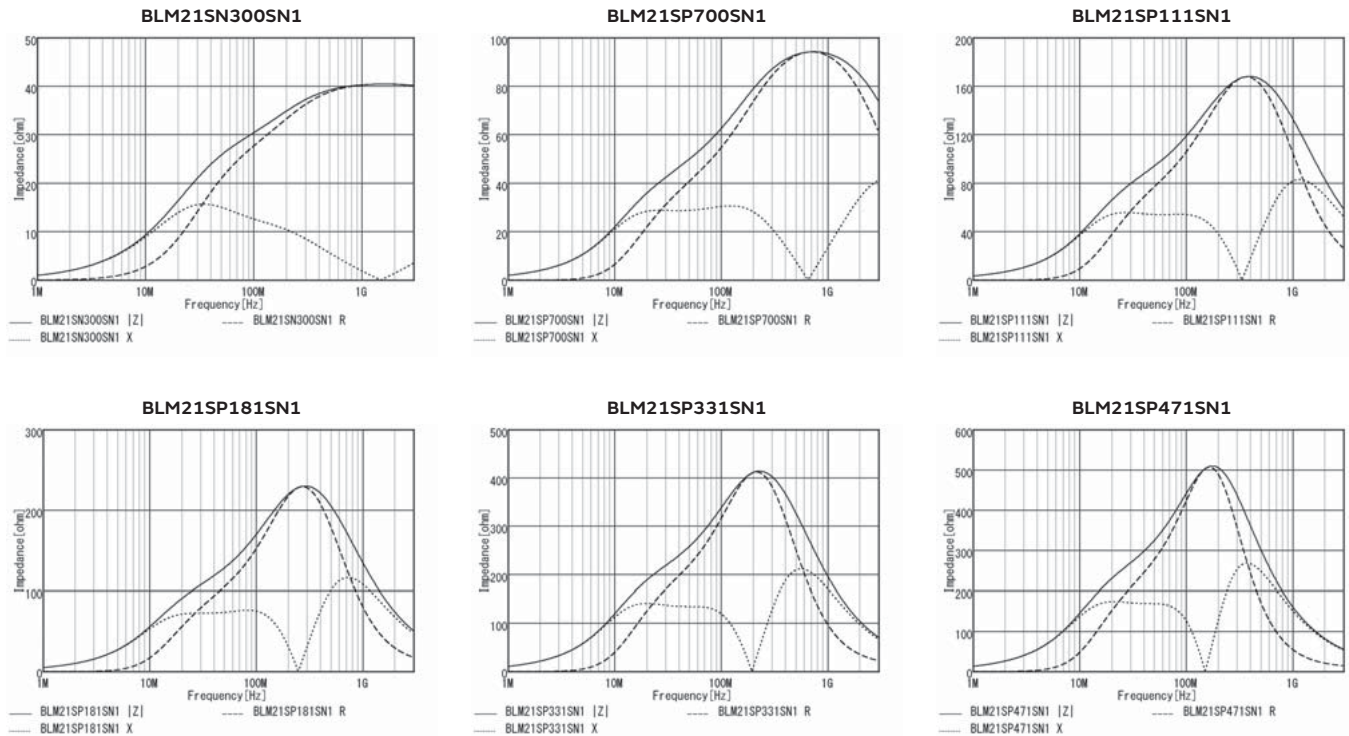 BLM21SN300SN1
50
40
30
20
10
0
Impedance[ohm]
1M 10M 100M 1G
Frequency[Hz]
BLM21SN300SN1 |Z| BLM21SN300SN1 R
BLM21SN300SN1 X
BLM21SP700SN1
100
80
60
40
20
0
Impedance[ohm]
1M 10M 100M 1G
Frequency[Hz]
BLM21SP700SN1 |Z| BLM21SP700SN1 R
BLM21SP700SN1 X
BLM21SP111SN1
200
160
120
80
40
0
Impedance[ohm]
1M 10M 100M 1G
Frequency[Hz]
BLM21SP111SN1 |Z| BLM21SP111SN1 R
BLM21SP111SN1 X
BLM21SP181SN1
300
200
100
0
Impedance[ohm]
1M 10M 100M 1G
Frequency[Hz]
BLM21SP181SN1 |Z| BLM21SP181SN1 R
BLM21SP181SN1 X
BLM21SP331SN1
500
400
300
200
100
0
Impedance[ohm]
1M 10M 100M 1G
Frequency[Hz]
BLM21SP331SN1 |Z| BLM21SP331SN1 R
BLM21SP331SN1 X
BLM21SP471SN1
600
500
400
300
200
100
0
Impedance[ohm]
1M 10M 100M 1G
Frequency[Hz]
BLM21SP471SN1 |Z| BLM21SP471SN1 R
BLM21SP471SN1 X